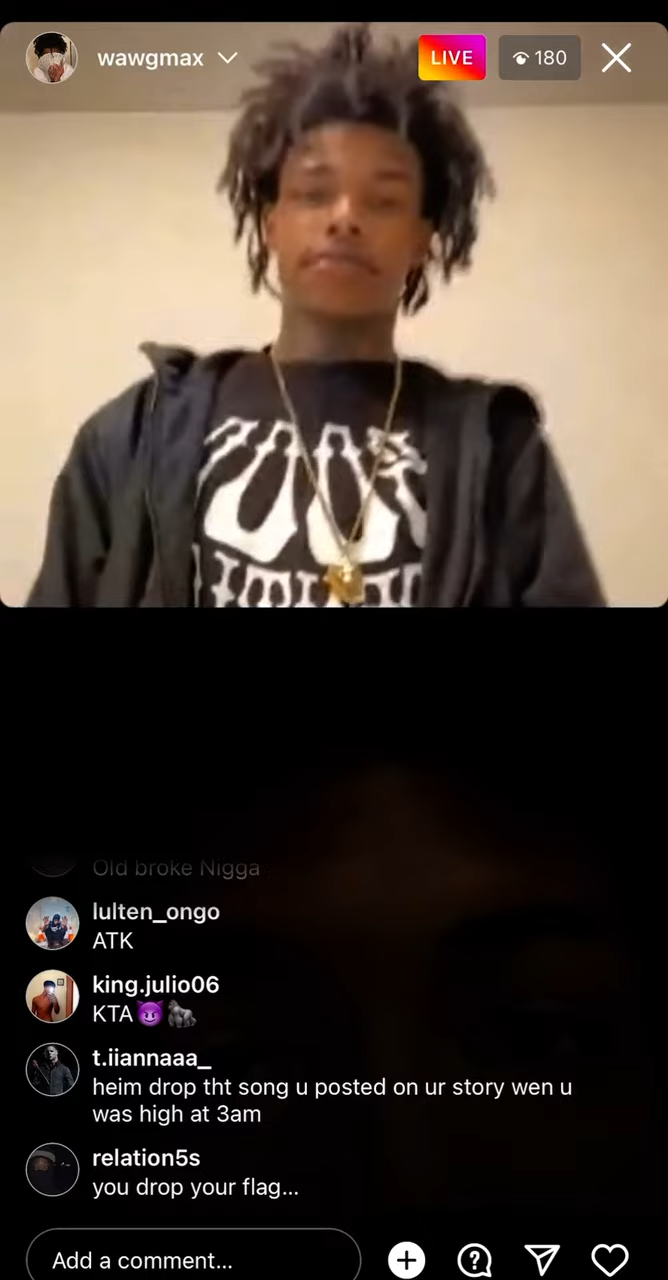 wawgmax
LIVE
180
Old broke Nigga
lulten_ongo
ATK
king.julio06
KTA😈🦍
t.iiannaaa_
heim drop tht song u posted on ur story wen u
was high at 3am
relation5s
you drop your flag...
Add a comment...